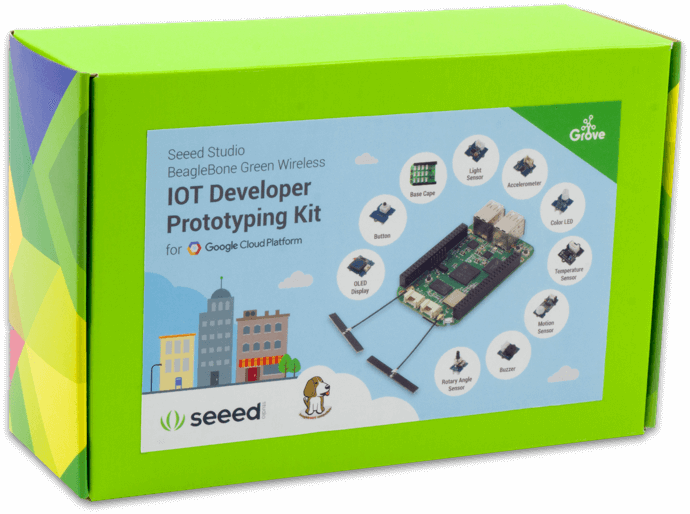 Seeed Studio
BeagleBone Green Wireless
IOT Developer
Prototyping Kit
for Google Cloud Platform
Grove
Light
Sensor
Base Cape
Accelerometer
Button
Color LED
OLED
Display
Temperature
Sensor
Motion
Sensor
Buzzer
Rotary Angle
Sensor
seeed